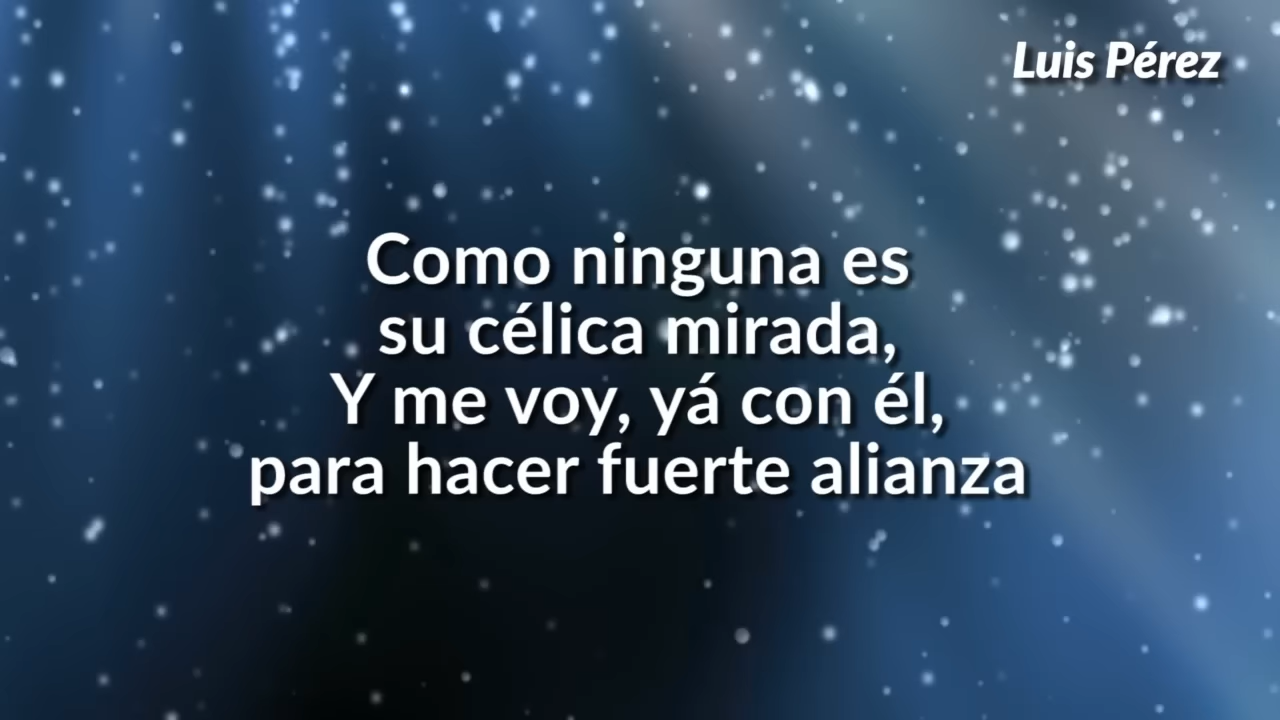 Luis Pérez
Como ninguna es
su célica mirada,
Y me voy, yá con él,
para hacer fuerte alianza